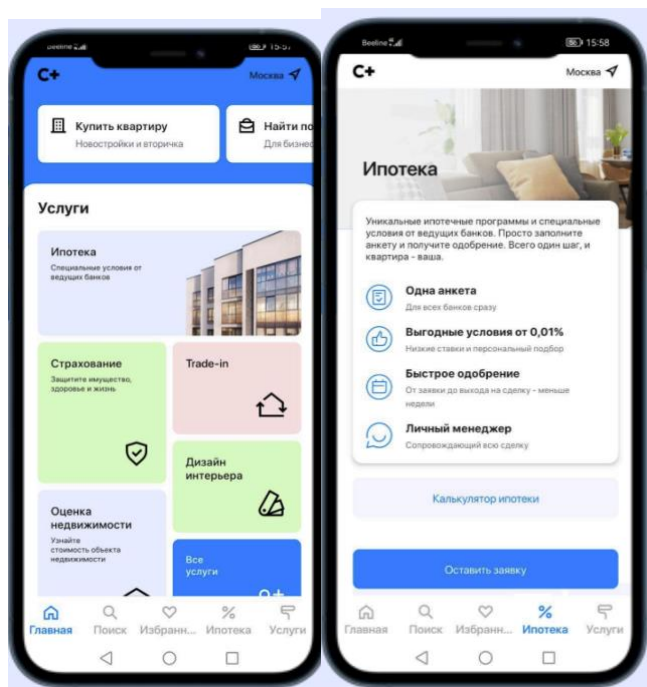 Beeline
C+
Москва
Купить квартиру
Новостройки и вторичка
Найти по
Для бизнес
Услуги
Ипотека
Специальные условия от
ведущих банков
Страхование
Защитите имущество,
здоровье и жизнь
Trade-in
Дизайн
интерьера
Оценка
недвижимости
Узнайте
стоимость объекта
недвижимости
Все
услуги
Главная
Поиск
Избранн...
Ипотека
Услуги
Beeline
15:58
C+
Москва
Ипотека
Уникальные ипотечные программы и специальные
условия от ведущих банков. Просто заполните
анкету и получите одобрение. Всего один шаг, и
квартира - ваша.
Одна анкета
Для всех банков сразу
Выгодные условия от 0,01%
Низкие ставки и персональный подбор
Быстрое одобрение
От заявки до выхода на сделку - меньше
недели
Личный менеджер
Сопровождающий всю сделку
Калькулятор ипотеки
Оставить заявку
Главная
Поиск
Избранн...
Ипотека
Услуги